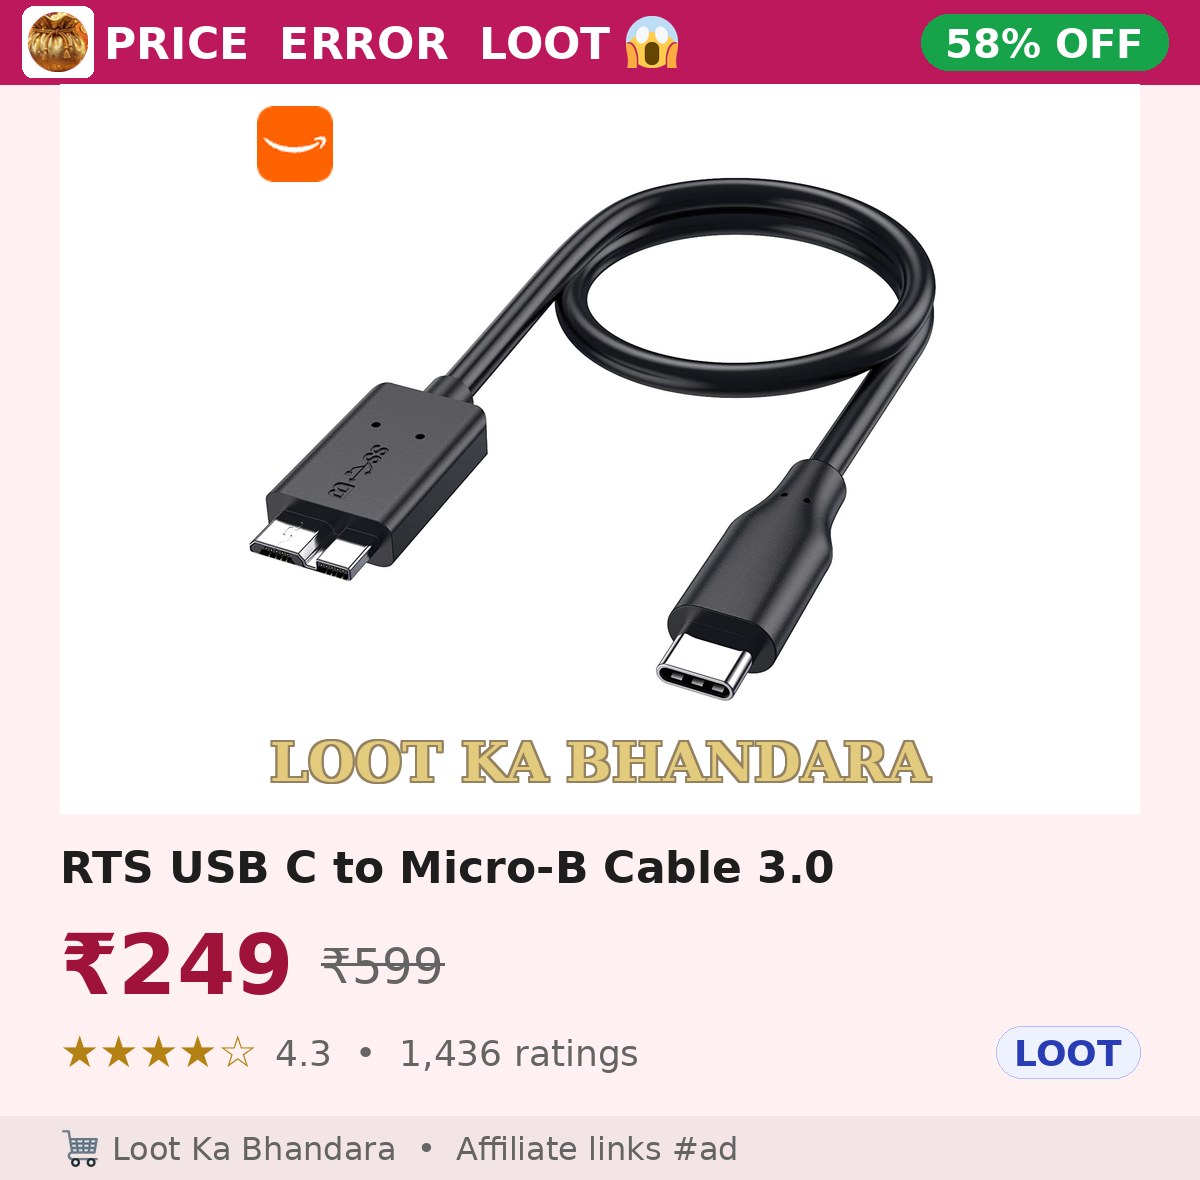 PRICE ERROR LOOT 😱
58% OFF
SS
LOOT KA BHANDARA
RTS USB C to Micro-B Cable 3.0
₹249 ₹599
★★★★☆ 4.3 • 1,436 ratings
LOOT
🛒 Loot Ka Bhandara • Affiliate links #ad